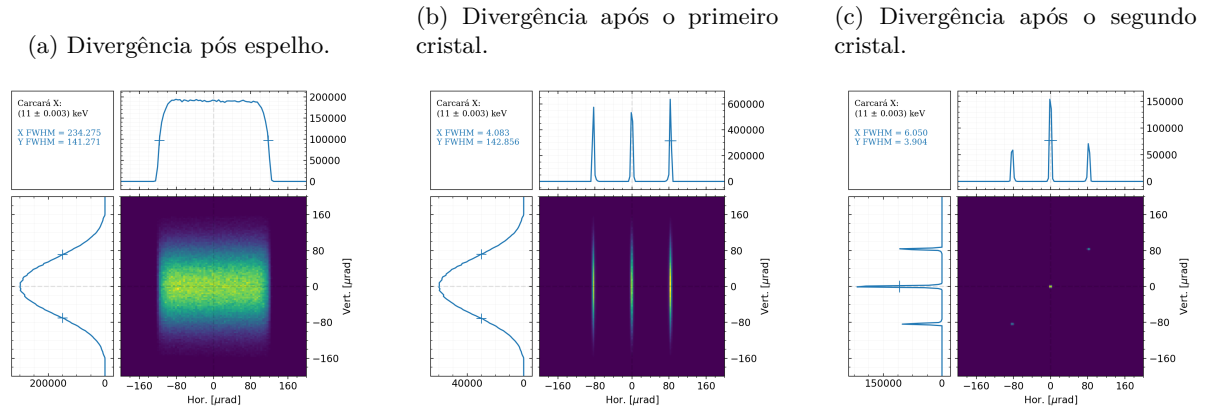 (a) Divergência pós espelho.
(b) Divergência após o primeiro
cristal.
(c) Divergência após o segundo
cristal.
Carcará X:
(11 ± 0.003) keV
X FWHM = 234.275
Y FWHM = 141.271
200000
150000
100000
50000
0
160
80
0
−80
−160
Vert. [μrad]
200000 0
−160 −80 0 80 160
Hor. [μrad]
Carcará X:
(11 ± 0.003) keV
X FWHM = 4.083
Y FWHM = 142.856
600000
400000
200000
0
160
80
0
−80
−160
Vert. [μrad]
40000 0
−160 −80 0 80 160
Hor. [μrad]
Carcará X:
(11 ± 0.003) keV
X FWHM = 6.050
Y FWHM = 3.904
150000
100000
50000
0
160
80
0
−80
−160
Vert. [μrad]
150000 0
−160 −80 0 80 160
Hor. [μrad]